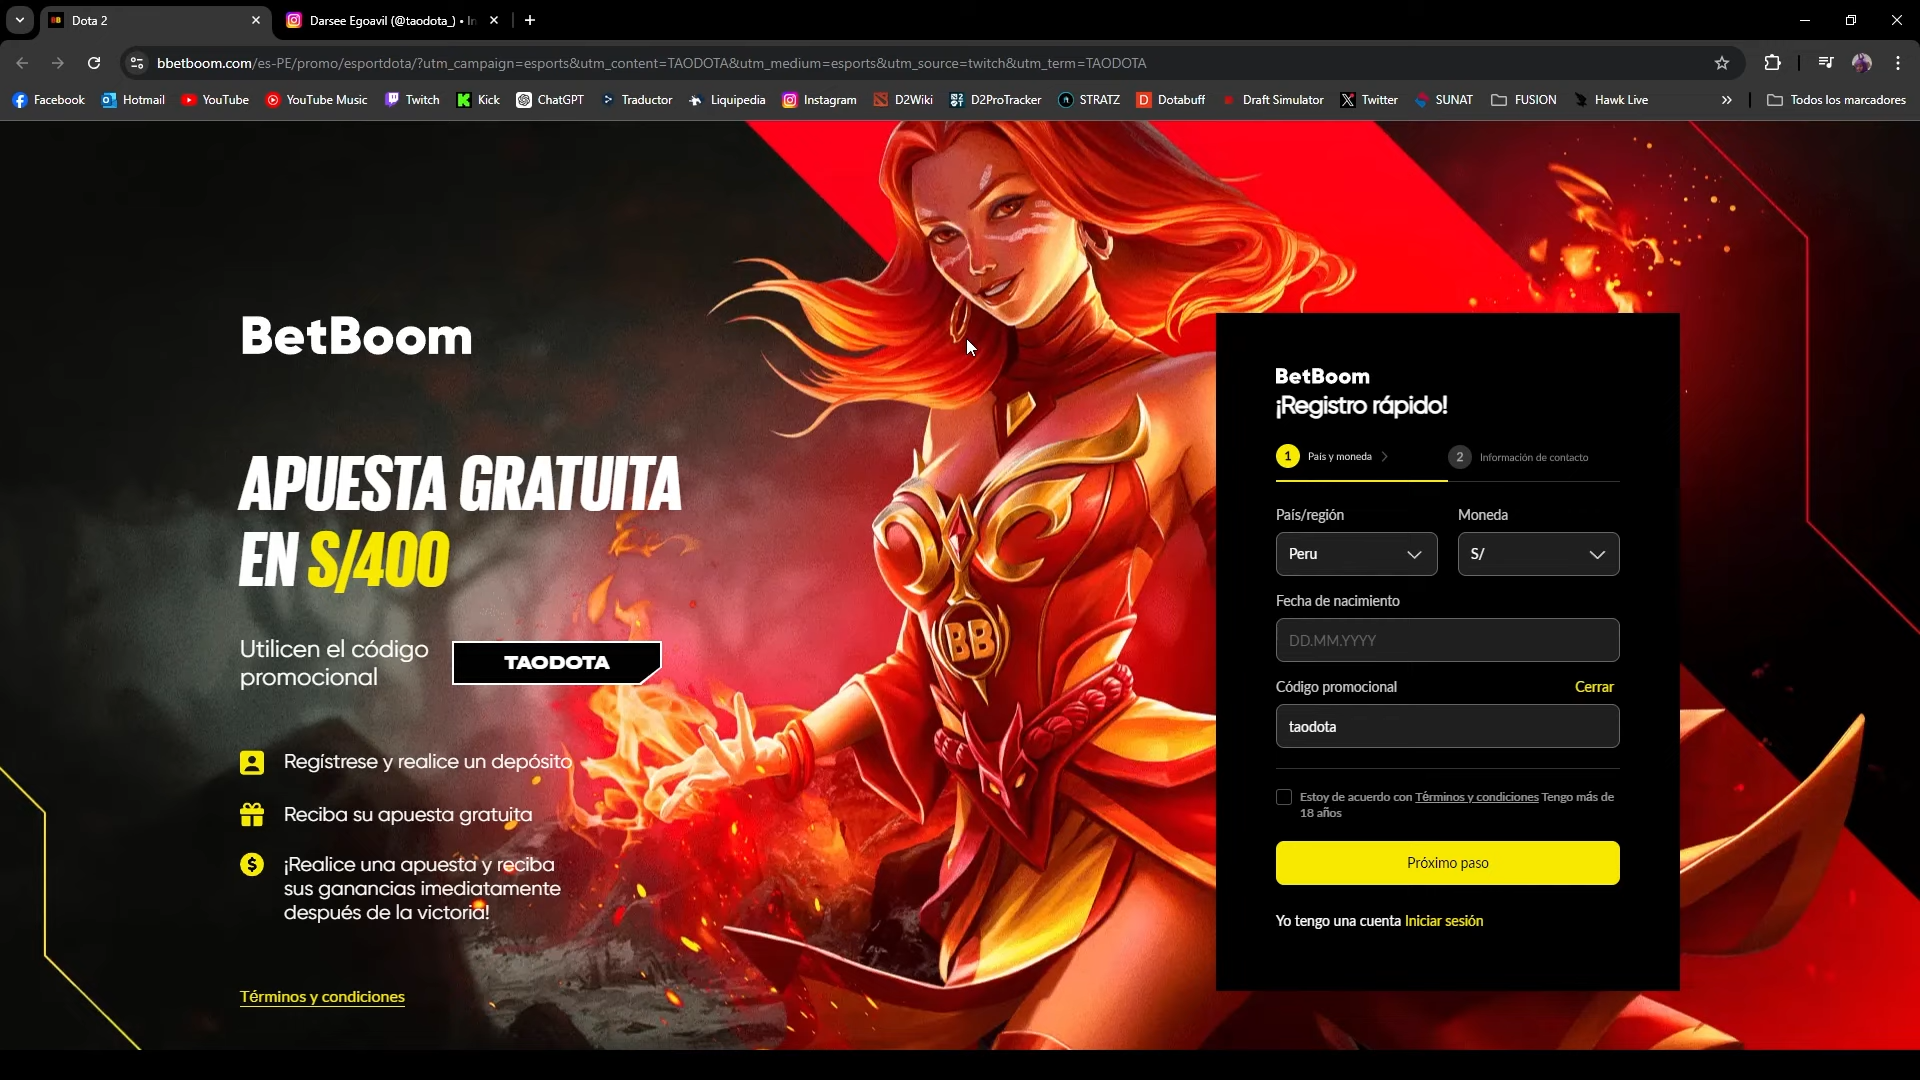 Dota 2
Darsee Egoavil (@taodota_) • In
bbetboom.com/es-PE/promo/esportdota/?utm_campaign=esports&utm_content=TAODOTA&utm_medium=esports&utm_source=twitch&utm_term=TAODOTA
Facebook Hotmail YouTube YouTube Music Twitch Kick ChatGPT Traductor Liquipedia Instagram D2Wiki D2ProTracker STRATZ Dotabuff Draft Simulator Twitter SUNAT FUSION Hawk Live » Todos los marcadores
BetBoom
APUESTA GRATUITA
EN S/400
Utilicen el código
promocional
TAODOTA
Regístrese y realice un depósito
Reciba su apuesta gratuita
¡Realice una apuesta y reciba
sus ganancias imediatamente
después de la victoria!
Términos y condiciones
BB
BetBoom
¡Registro rápido!
1 País y moneda
2 Información de contacto
País/región Moneda
Peru S/
Fecha de nacimiento
DD.MM.YYYY
Código promocional Cerrar
taodota
Estoy de acuerdo con Términos y condiciones Tengo más de
18 años
Próximo paso
Yo tengo una cuenta Iniciar sesión